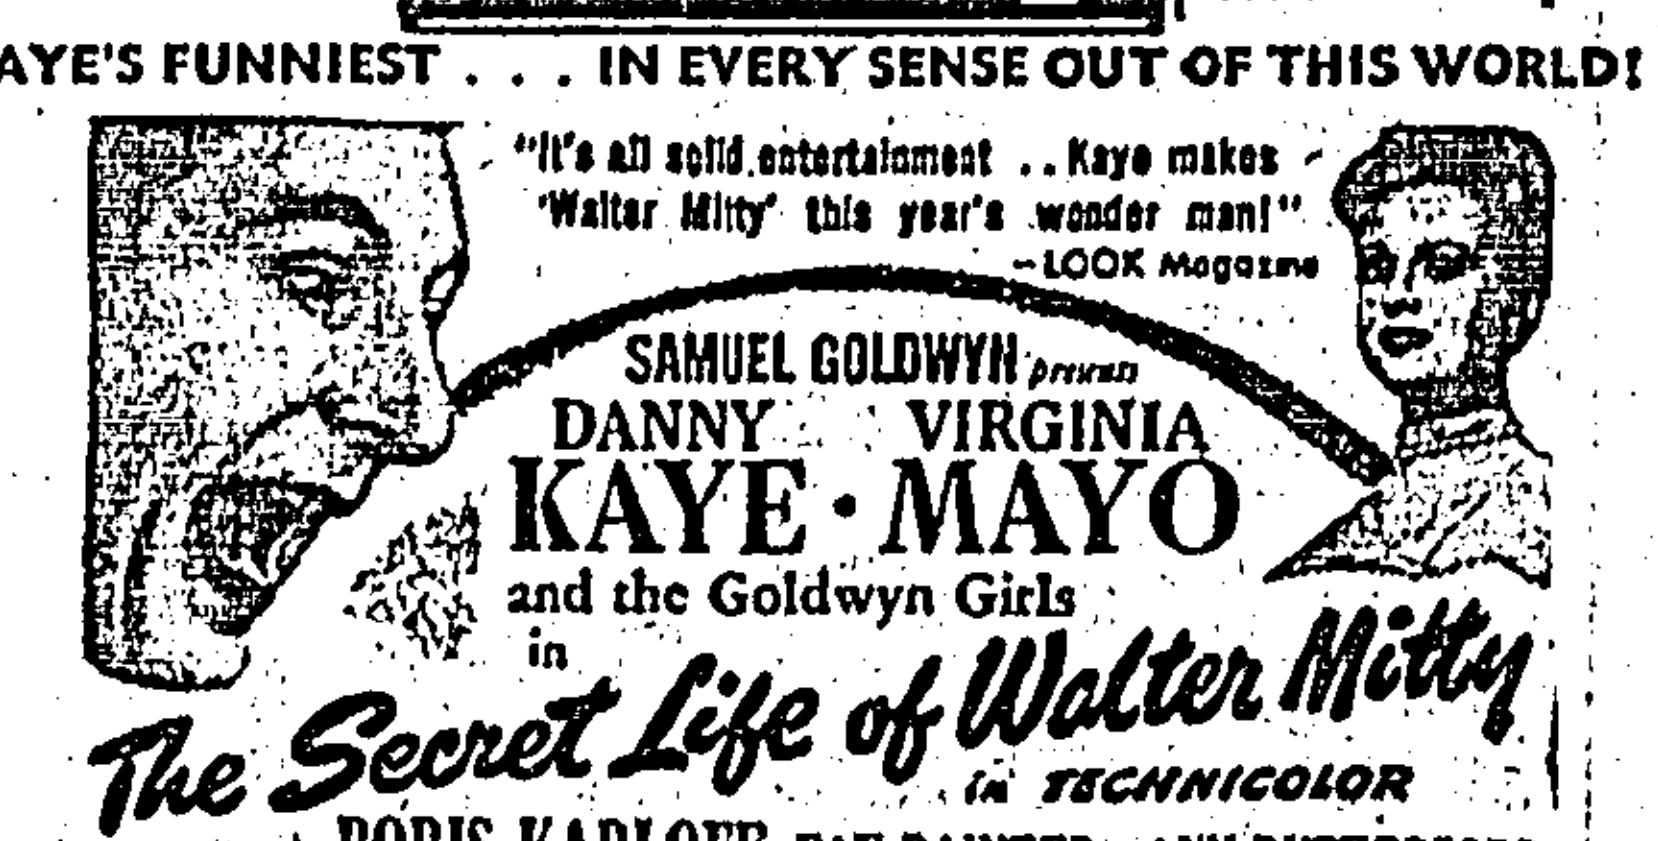 AYE'S FUNNIEST . . . IN EVERY SENSE OUT OF THIS WORLD!
"It's all solid entertainment .. Kaye makes
'Walter Mitty' this year's wonder man!"
—LOOK Magazine
SAMUEL GOLDWYN presents
DANNY VIRGINIA
KAYE · MAYO
and the Goldwyn Girls
in
The Secret Life of Walter Mitty
in TECHNICOLOR
BORIS KARLOFF